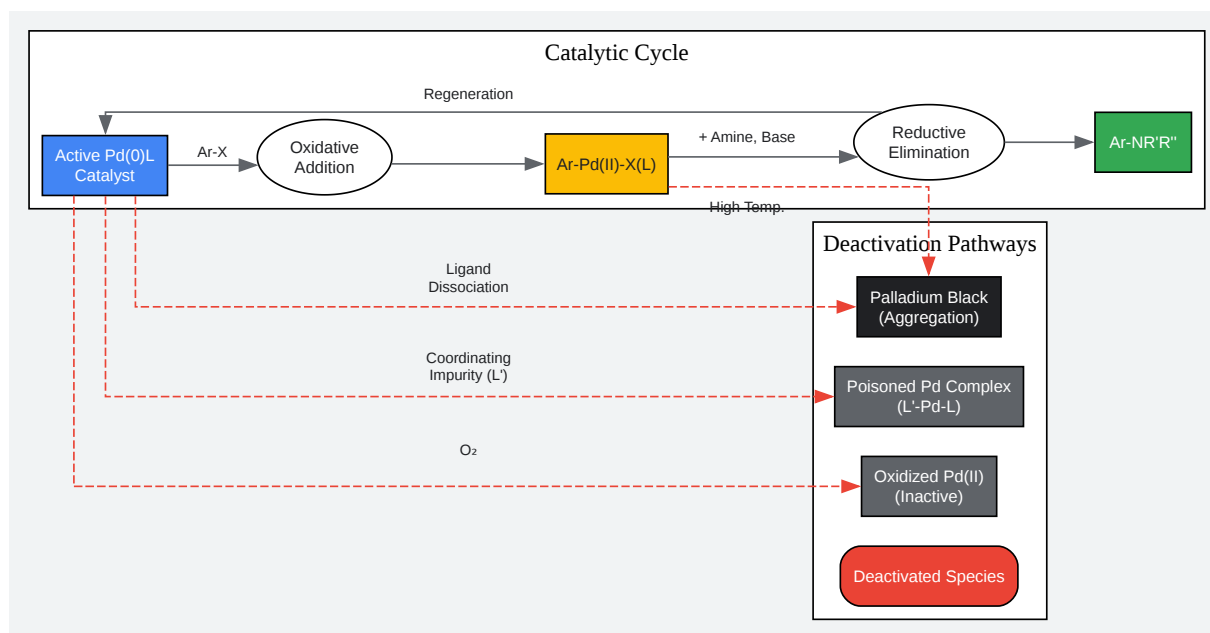 Catalytic Cycle
Regeneration
Active Pd(0)L
Catalyst
Ar-X
Oxidative
Addition
Ar-Pd(II)-X(L)
+ Amine, Base
Reductive
Elimination
Ar-NR'R"
High Temp.
Deactivation Pathways
Ligand
Dissociation
Palladium Black
(Aggregation)
Coordinating
Impurity (L')
Poisoned Pd Complex
(L'-Pd-L)
O₂
Oxidized Pd(II)
(Inactive)
Deactivated Species